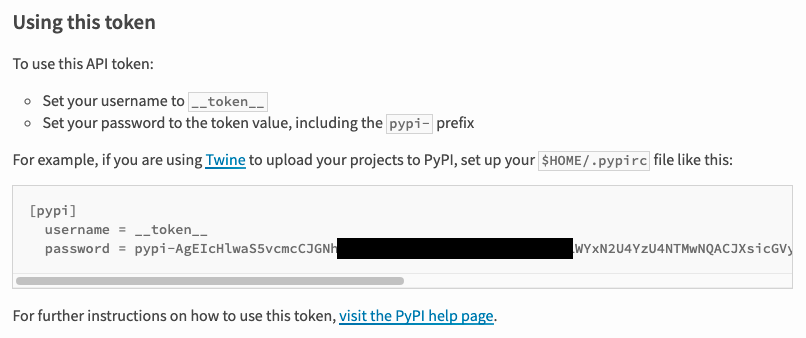 Using this token
To use this API token:
Set your username to __token__
Set your password to the token value, including the pypi- prefix
For example, if you are using Twine to upload your projects to PyPI, set up your $HOME/.pypirc file like this:
[pypi]
username = __token__
password = pypi-AgEIcHlwaS5vcmcCJGNh WYxN2U4YzU4NTMwNQACJXsicGVy
For further instructions on how to use this token, visit the PyPI help page.